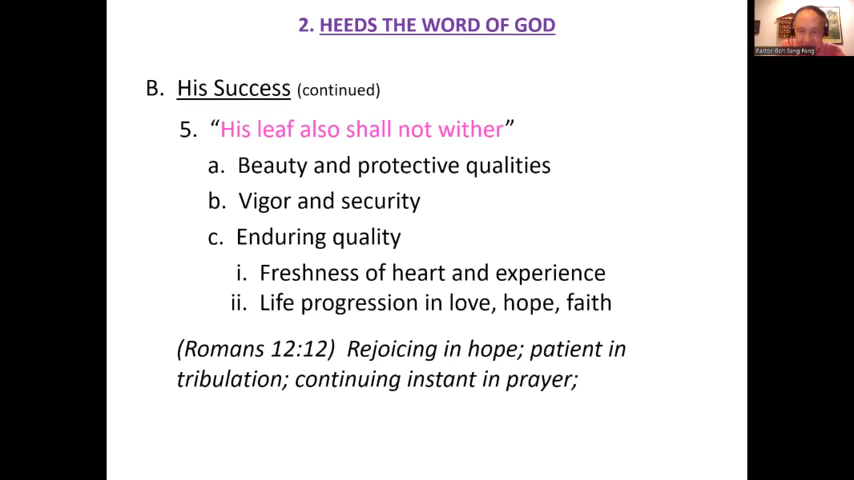 2. HEEDS THE WORD OF GOD
B. His Success (continued)
5. “His leaf also shall not wither”
a. Beauty and protective qualities
b. Vigor and security
c. Enduring quality
i. Freshness of heart and experience
ii. Life progression in love, hope, faith
(Romans 12:12) Rejoicing in hope; patient in
tribulation; continuing instant in prayer;